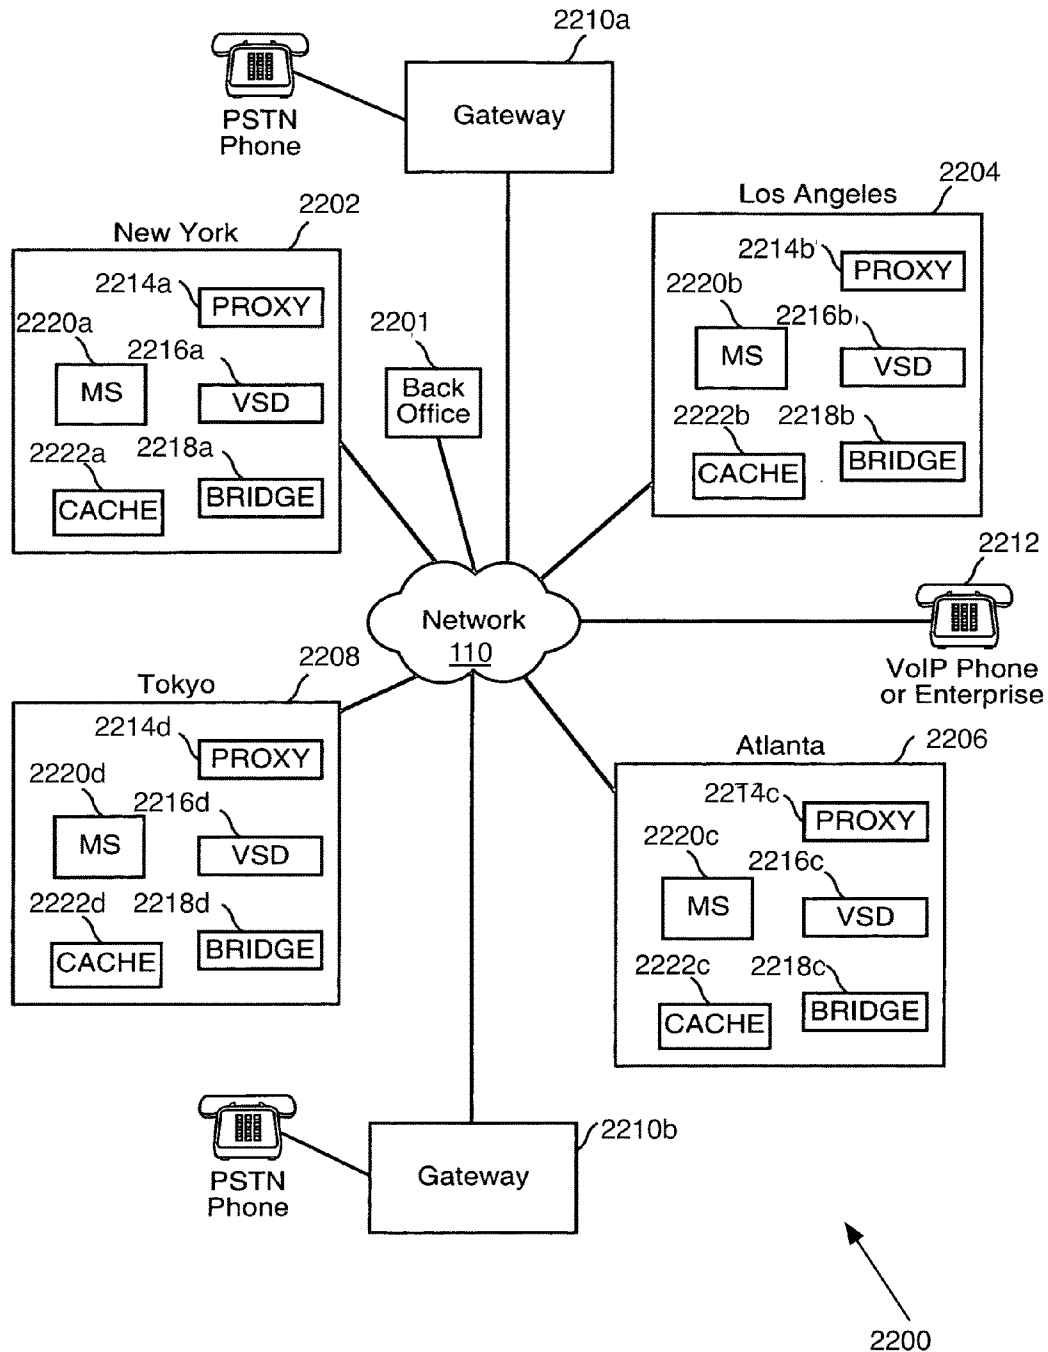 2210a
Gateway
PSTN
Phone
2204
Los Angeles
2202
New York
2214b
PROXY
2220b
MS
2216b
VSD
2222b
CACHE
2218b
BRIDGE
2214a
PROXY
2220a
MS
2216a
VSD
2222a
CACHE
2218a
BRIDGE
2201
Back
Office
Network
110
2212
VoIP Phone
or Enterprise
2208
Tokyo
2214d
PROXY
2220d
MS
2216d
VSD
2222d
CACHE
2218d
BRIDGE
2206
Atlanta
2214c
PROXY
2220c
MS
2216c
VSD
2222c
CACHE
2218c
BRIDGE
PSTN
Phone
2210b
Gateway
2200